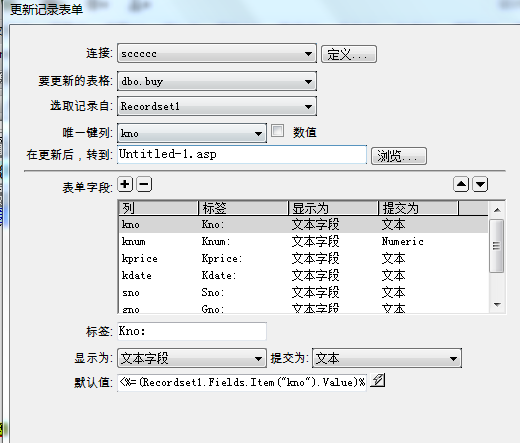 更新记录表单
连接: sccccc 定义...
要更新的表格: dbo.buy
选取记录自: Recordset1
唯一键列: kno 数值
在更新后，转到: Untitled-1.asp 浏览...
表单字段:
列 标签 显示为 提交为
kno Kno: 文本字段 文本
knum Knum: 文本字段 Numeric
kprice Kprice: 文本字段 文本
kdate Kdate: 文本字段 文本
sno Sno: 文本字段 文本
gno Gno: 文本字段 文本
标签: Kno:
显示为: 文本字段 提交为: 文本
默认值: <%=(Recordset1.Fields.Item("kno").Value)%